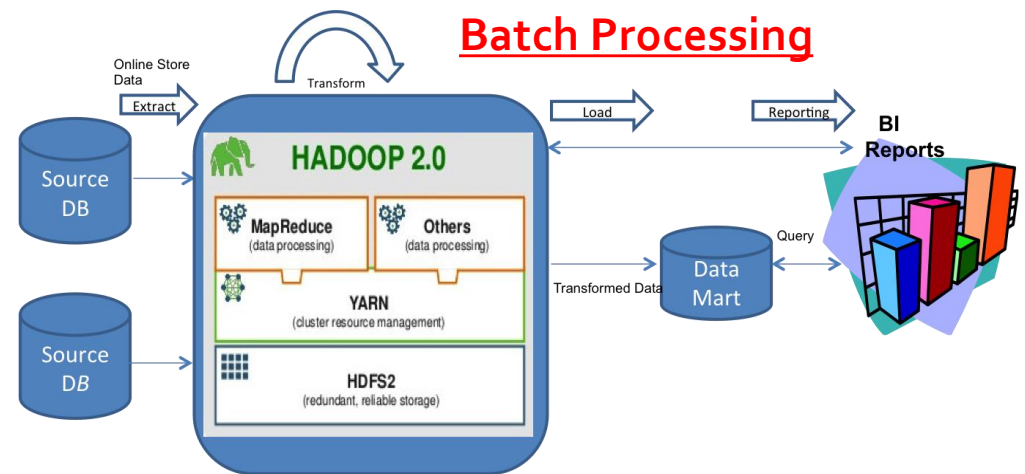 Batch Processing
Online Store
Data
Extract
Transform
Load
Reporting
BI
Reports
Source
DB
HADOOP 2.0
MapReduce
(data processing)
Others
(data processing)
YARN
(cluster resource management)
HDFS2
(redundant, reliable storage)
Transformed Data
Data
Mart
Query
Source
DB